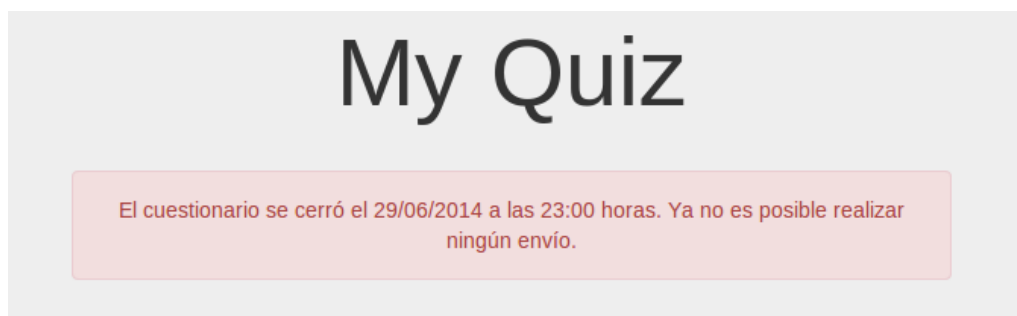 My Quiz
El cuestionario se cerró el 29/06/2014 a las 23:00 horas. Ya no es posible realizar
ningún envío.